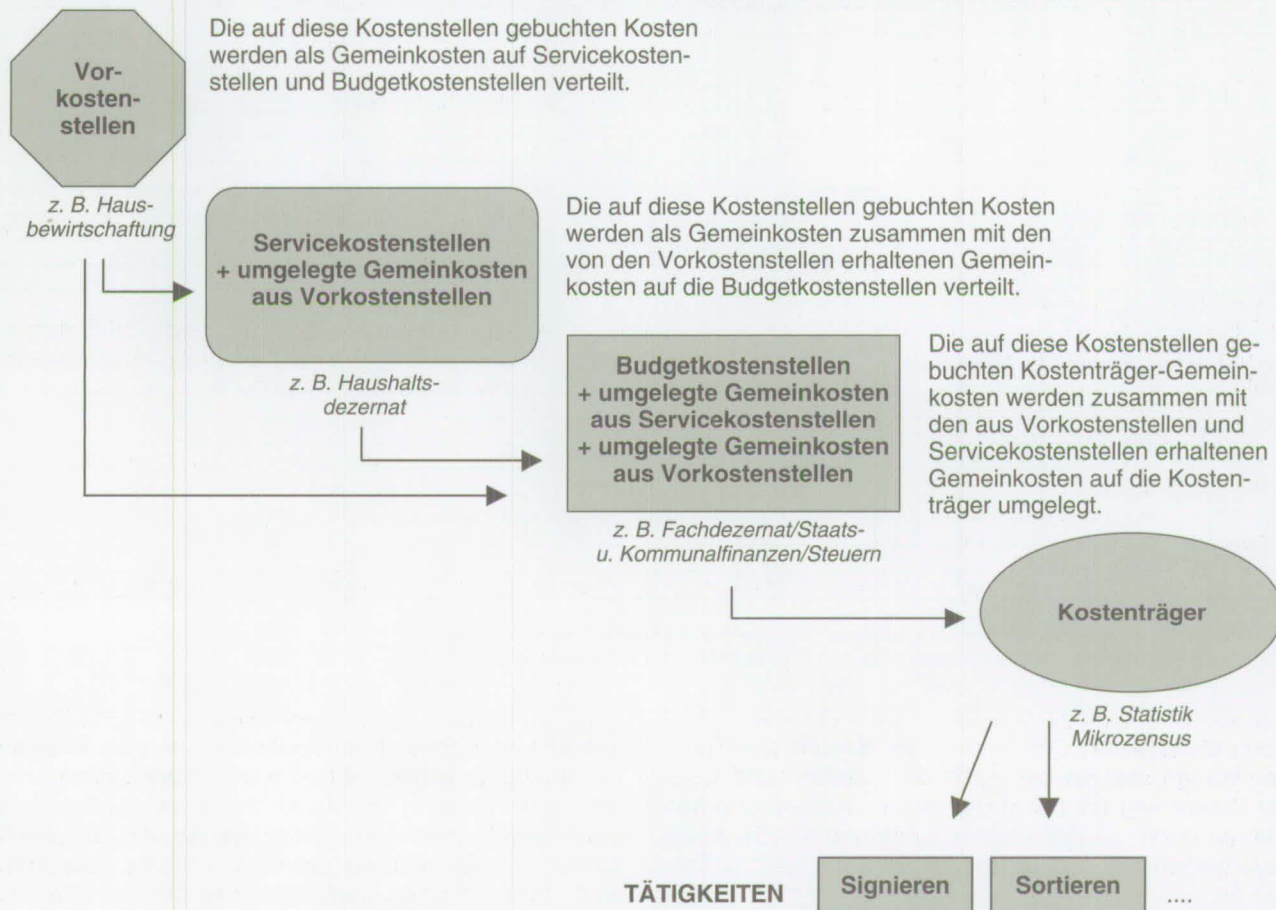 Vor-
kosten-
stellen
Die auf diese Kostenstellen gebuchten Kosten
werden als Gemeinkosten auf Servicekosten-
stellen und Budgetkostenstellen verteilt.
z. B. Haus-
bewirtschaftung
Servicekostenstellen
+ umgelegte Gemeinkosten
aus Vorkostenstellen
Die auf diese Kostenstellen gebuchten Kosten
werden als Gemeinkosten zusammen mit den
von den Vorkostenstellen erhaltenen Gemein-
kosten auf die Budgetkostenstellen verteilt.
z. B. Haushalts-
dezernat
Budgetkostenstellen
+ umgelegte Gemeinkosten
aus Servicekostenstellen
+ umgelegte Gemeinkosten
aus Vorkostenstellen
Die auf diese Kostenstellen ge-
buchten Kostenträger-Gemein-
kosten werden zusammen mit
den aus Vorkostenstellen und
Servicekostenstellen erhaltenen
Gemeinkosten auf die Kosten-
träger umgelegt.
z. B. Fachdezernat/Staats-
u. Kommunalfinanzen/Steuern
Kostenträger
z. B. Statistik
Mikrozensus
TÄTIGKEITEN
Signieren
Sortieren
....